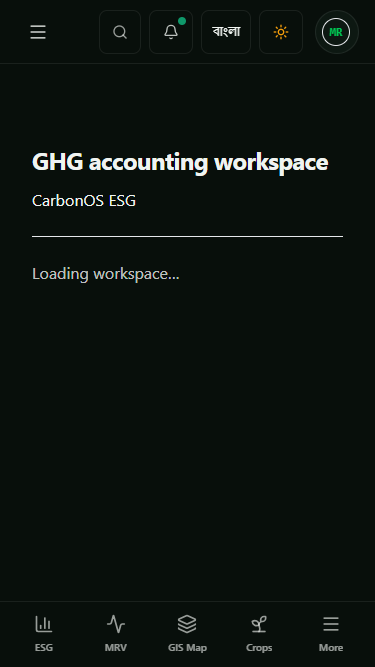 বাংলা
MR
GHG accounting workspace
CarbonOS ESG
Loading workspace...
ESG
MRV
GIS Map
Crops
More